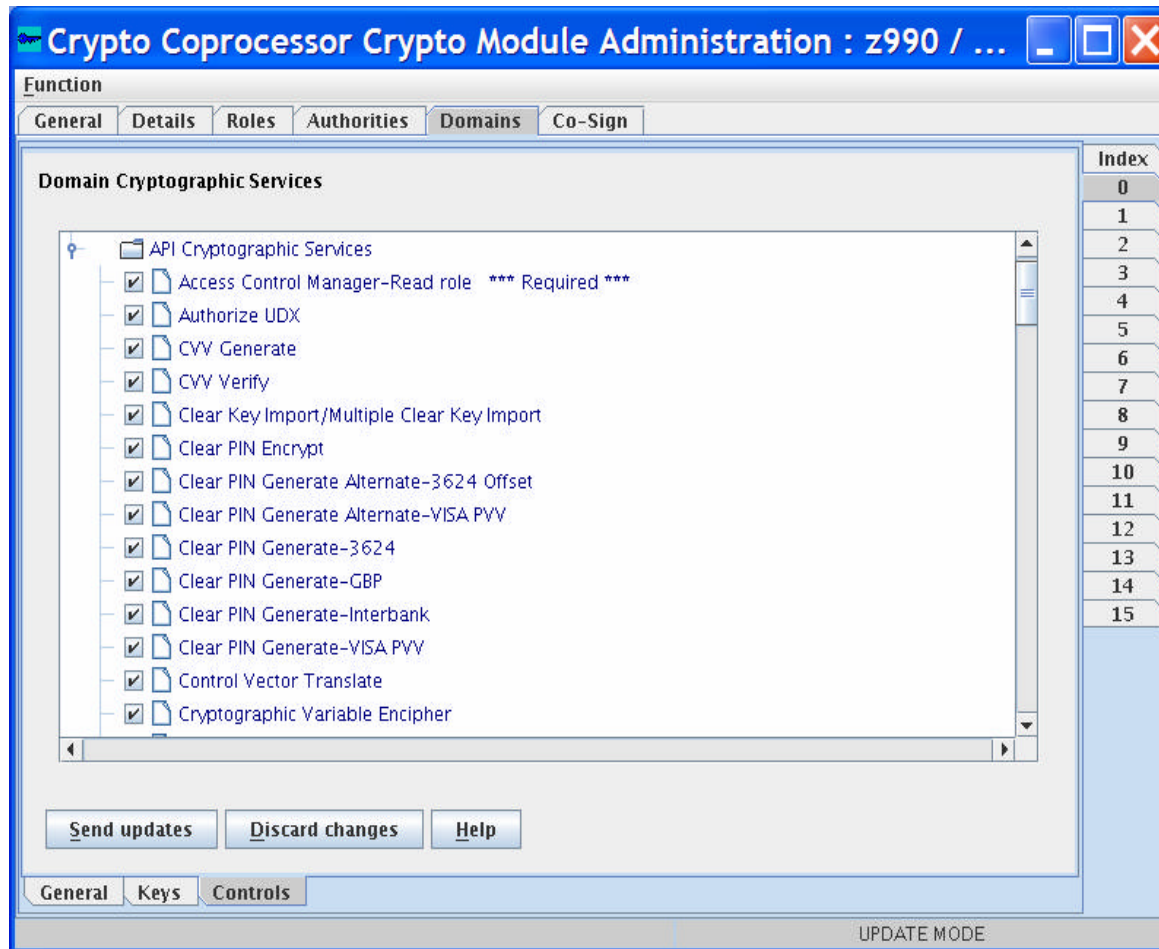 Crypto Coprocessor Crypto Module Administration : z990 / ...
Function
General Details Roles Authorities Domains Co-Sign
Index
0
1
2
3
4
5
6
7
8
9
10
11
12
13
14
15
Domain Cryptographic Services
API Cryptographic Services
Access Control Manager-Read role *** Required ***
Authorize UDX
CVV Generate
CVV Verify
Clear Key Import/Multiple Clear Key Import
Clear PIN Encrypt
Clear PIN Generate Alternate-3624 Offset
Clear PIN Generate Alternate-VISA PVV
Clear PIN Generate-3624
Clear PIN Generate-GBP
Clear PIN Generate-Interbank
Clear PIN Generate-VISA PVV
Control Vector Translate
Cryptographic Variable Encipher
Send updates Discard changes Help
General Keys Controls
UPDATE MODE